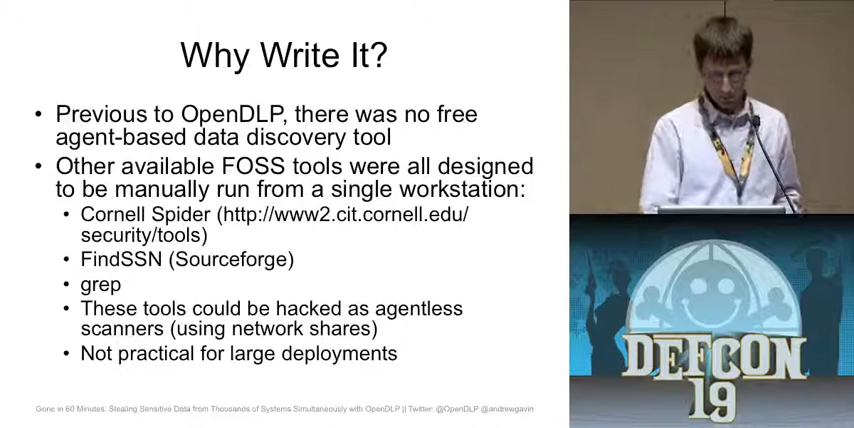 Why Write It?
• Previous to OpenDLP, there was no free
agent-based data discovery tool
• Other available FOSS tools were all designed
to be manually run from a single workstation:
• Cornell Spider (http://www2.cit.cornell.edu/
security/tools)
• FindSSN (Sourceforge)
• grep
• These tools could be hacked as agentless
scanners (using network shares)
• Not practical for large deployments
Gone in 60 Minutes: Stealing Sensitive Data from Thousands of Systems Simultaneously with OpenDLP || Twitter: @OpenDLP @andrewgavin
DEFCON
19